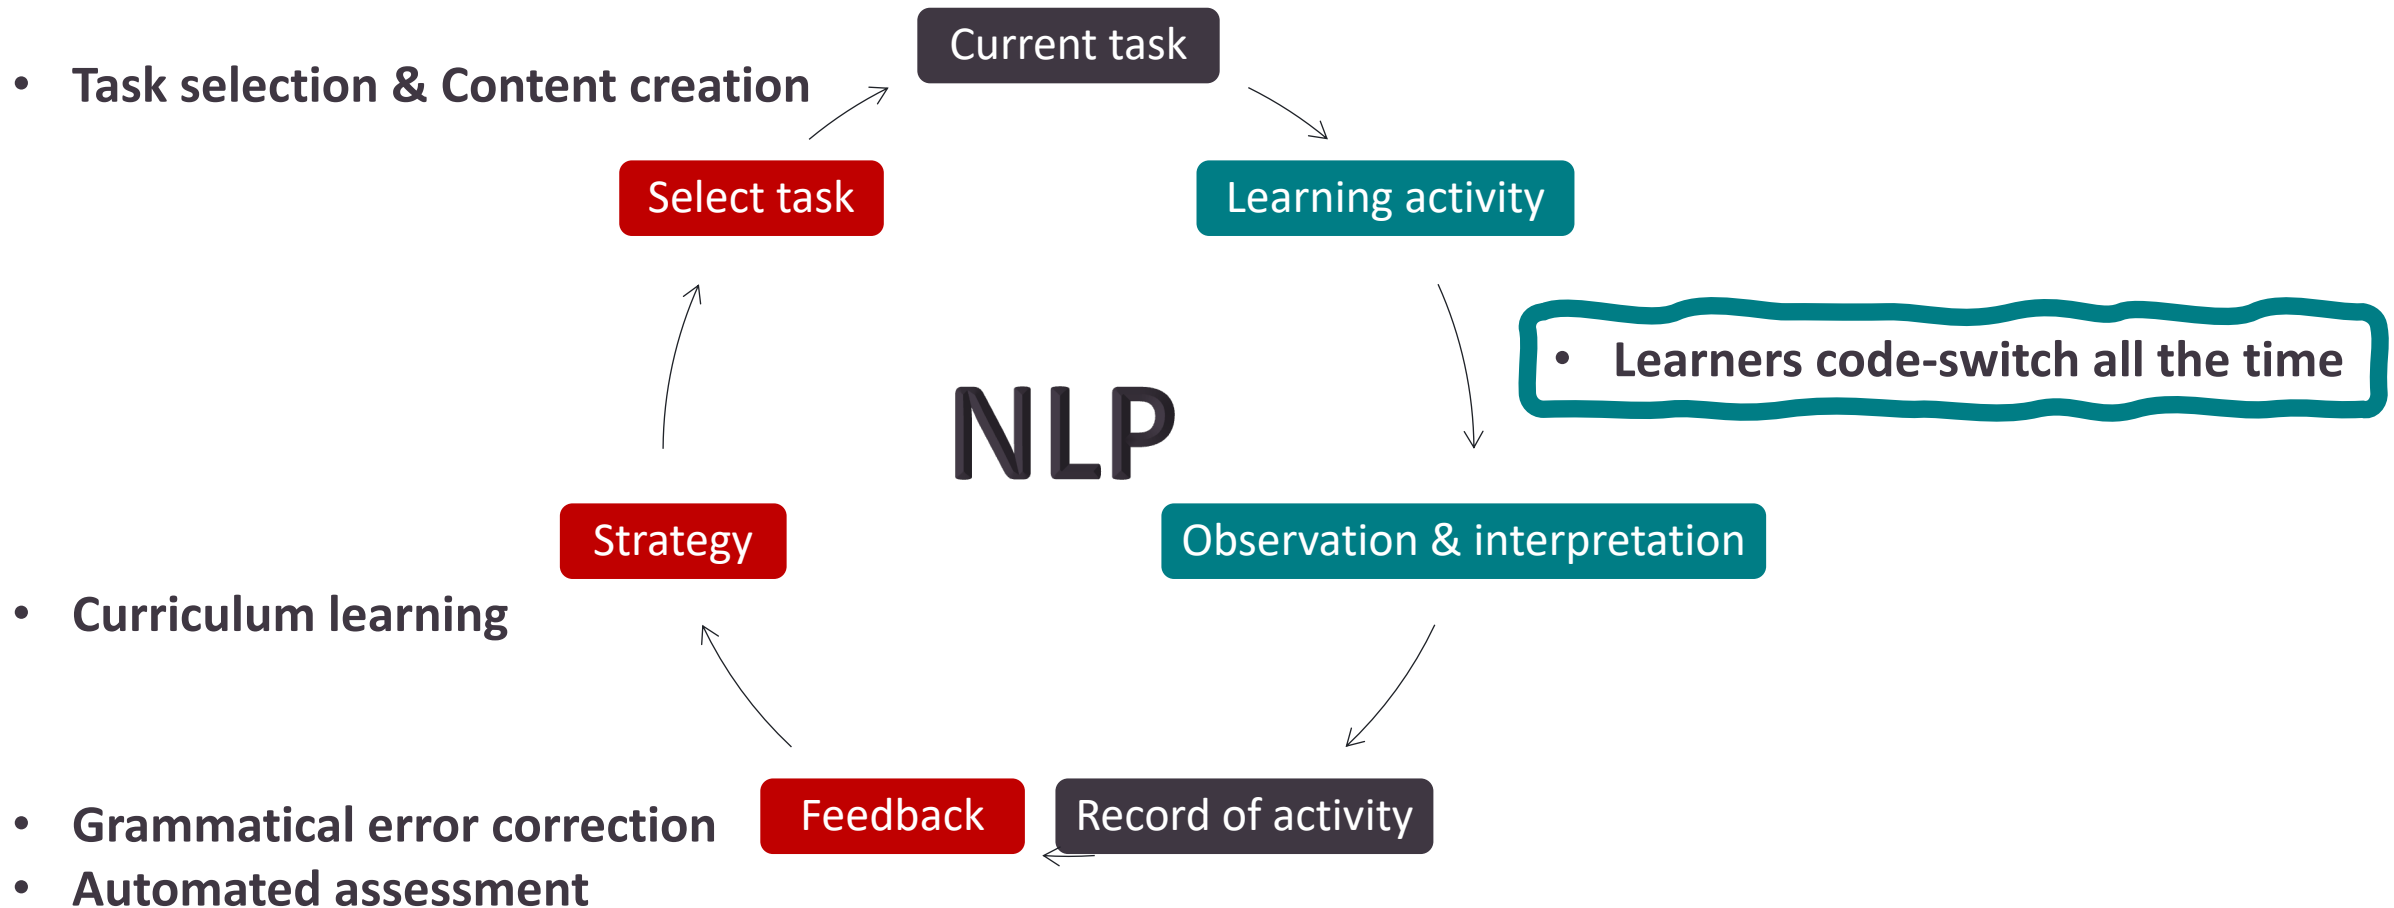 Current task
• Task selection & Content creation
Select task
Learning activity
• Learners code-switch all the time
NLP
Strategy
Observation & interpretation
• Curriculum learning
Feedback
Record of activity
• Grammatical error correction
• Automated assessment